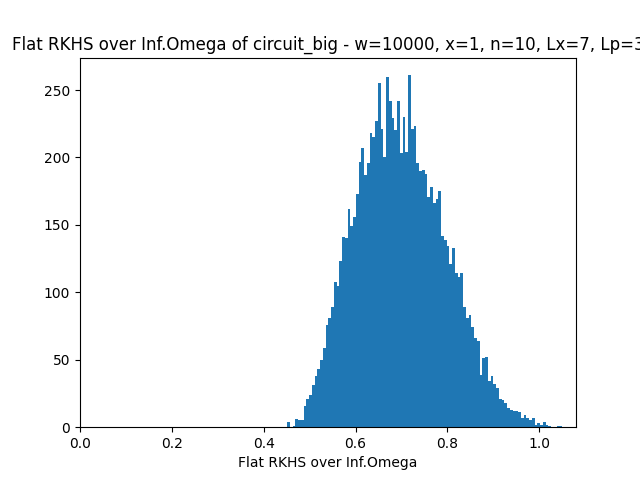 Flat RKHS over Inf.Omega of circuit_big - w=10000, x=1, n=10, Lx=7, Lp=3
250
200
150
100
50
0
0.0 0.2 0.4 0.6 0.8 1.0
Flat RKHS over Inf.Omega